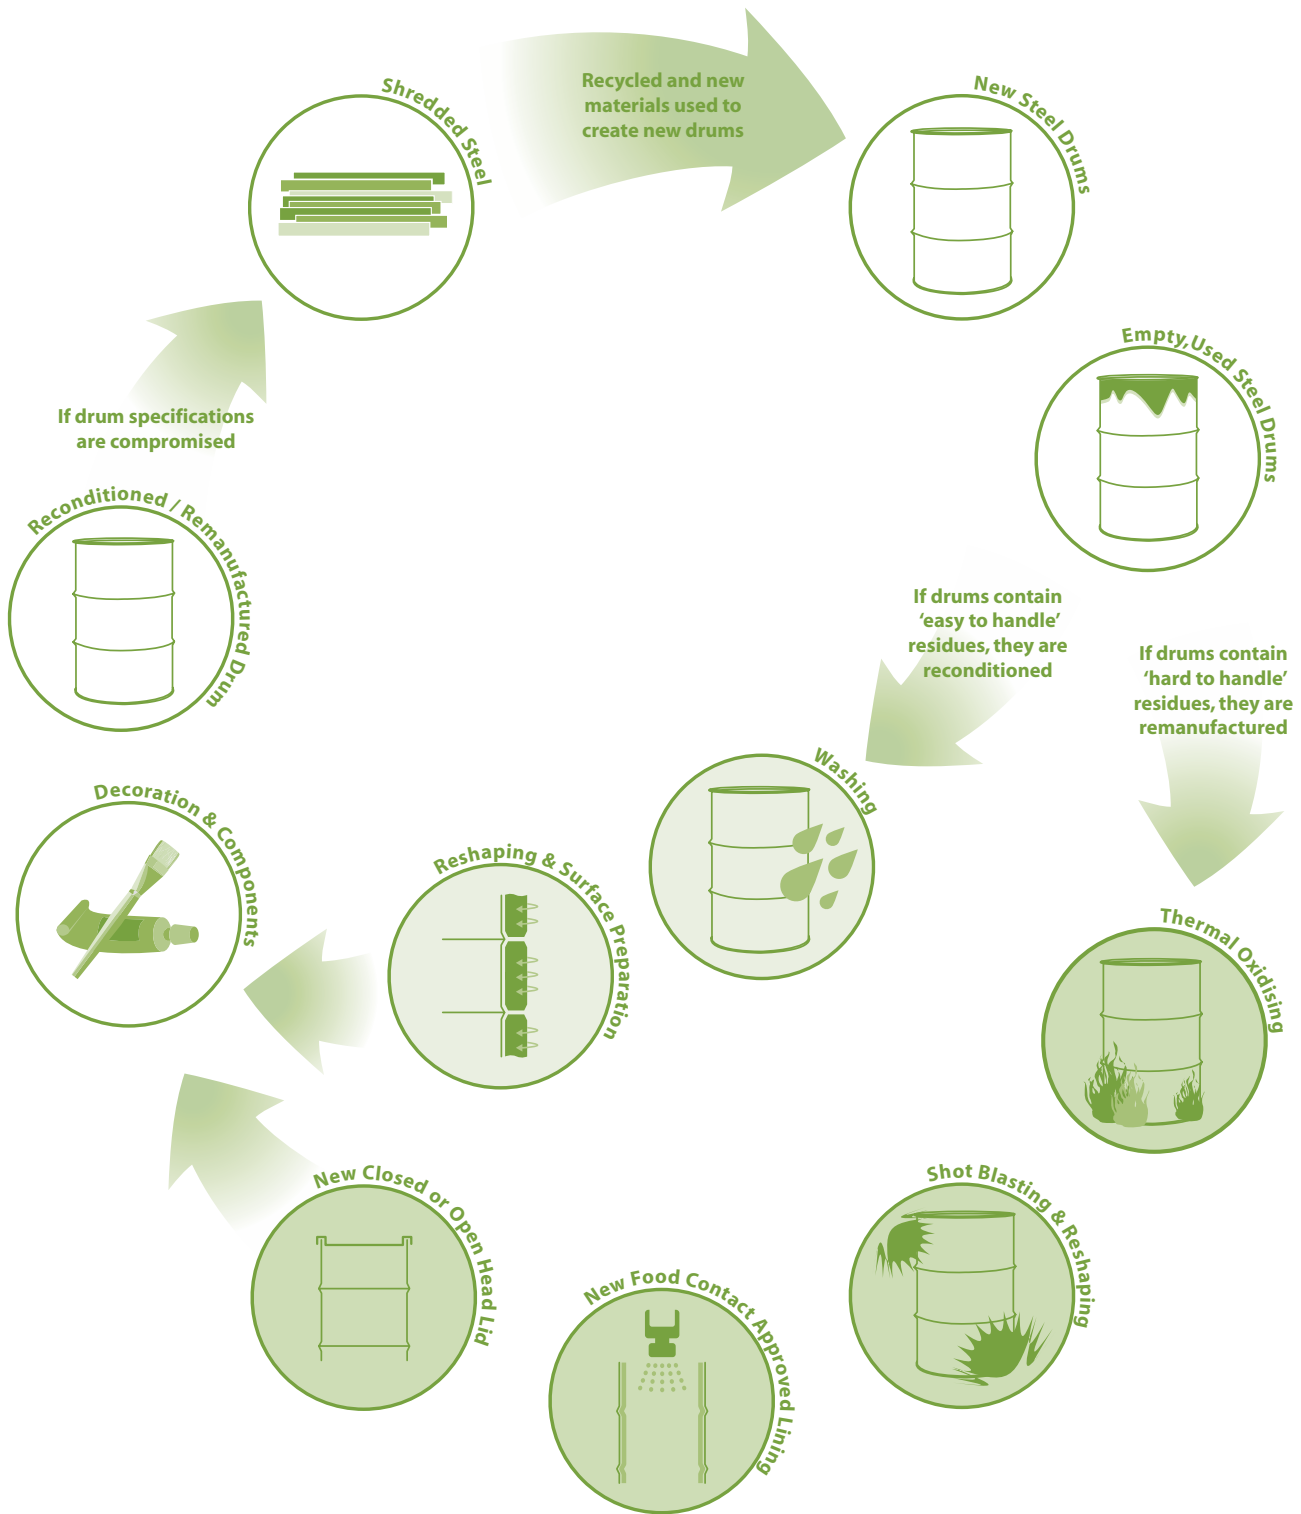 Shredded Steel
Recycled and new
materials used to
create new drums
New Steel Drums
Empty,Used Steel Drums
If drums contain
‘easy to handle’
residues, they are
reconditioned
If drums contain
‘hard to handle’
residues, they are
remanufactured
Washing
Thermal Oxidising
Reshaping & Surface Preparation
Shot Blasting & Reshaping
New Food Contact Approved Lining
New Closed or Open Head Lid
Decoration & Components
Reconditioned / Remanufactured Drum
If drum specifications
are compromised